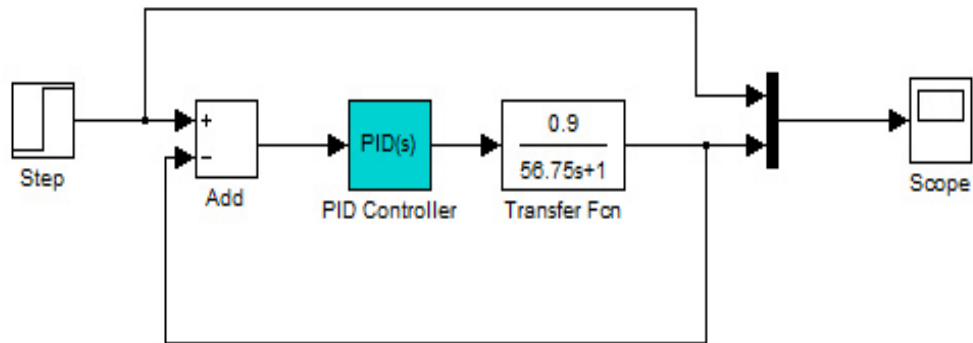 Step
+
−
Add
PID(s)
PID Controller
0.9
56.75s+1
Transfer Fcn
Scope